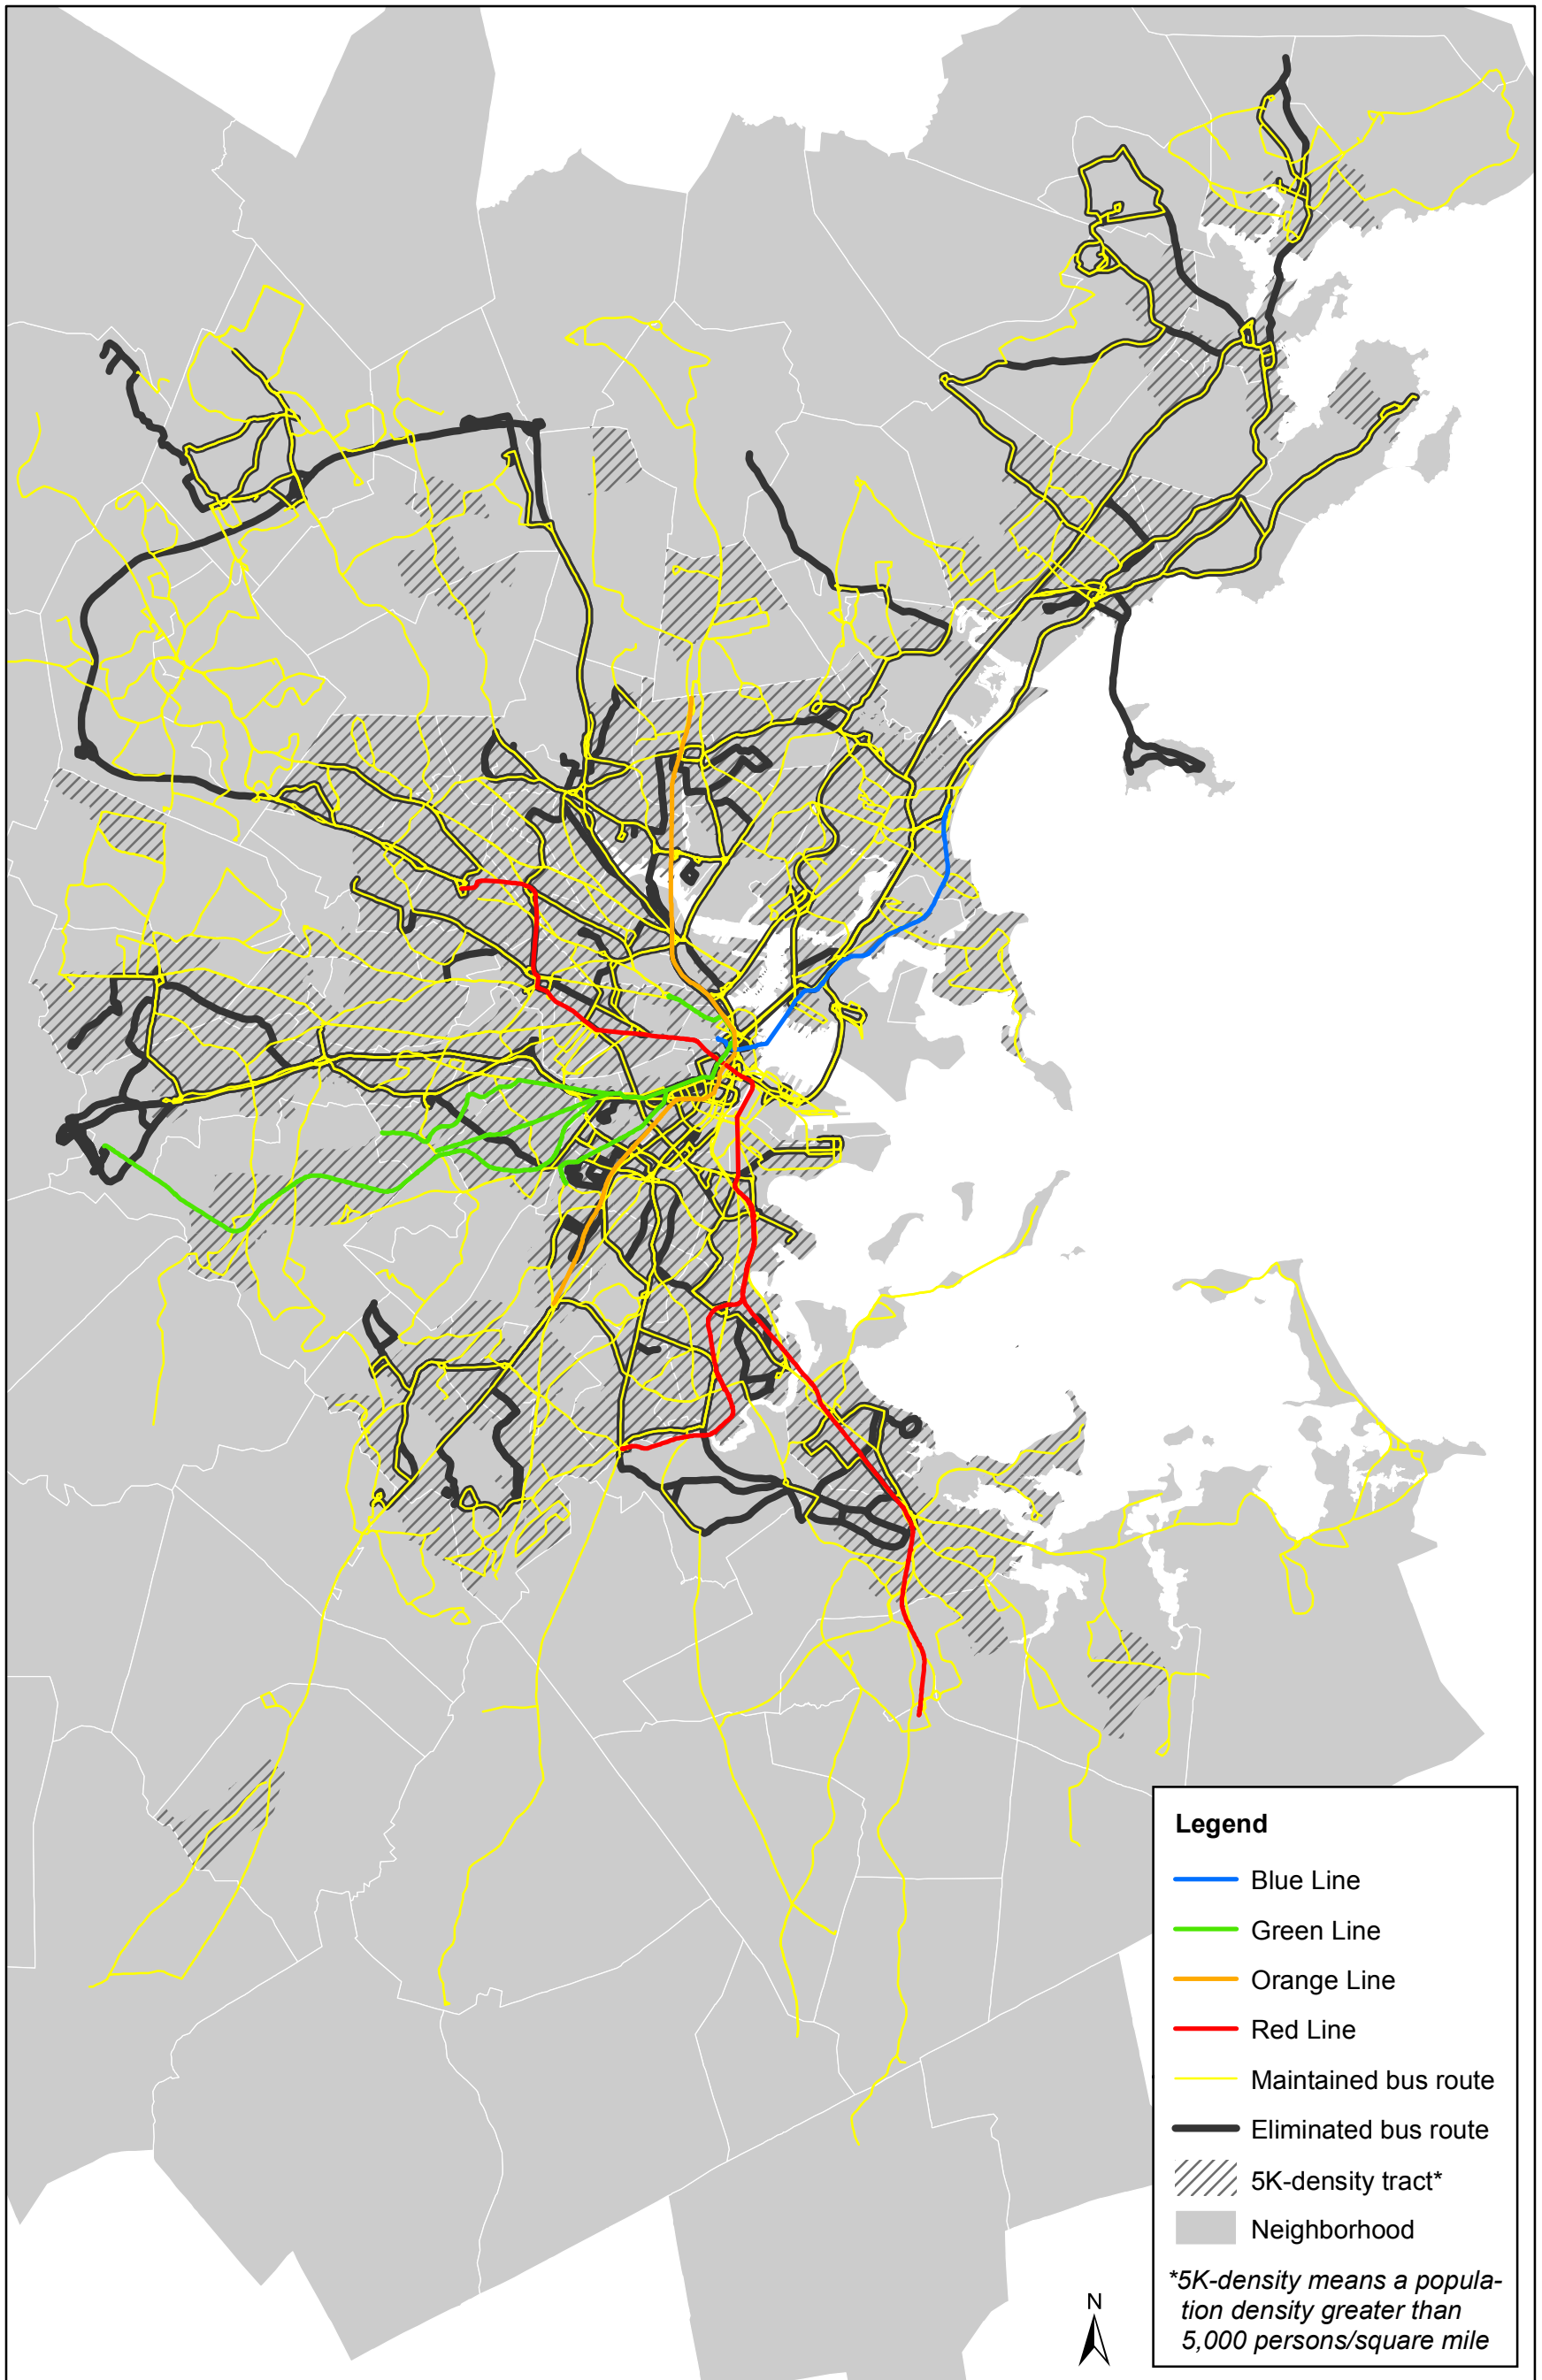 Legend
Blue Line
Green Line
Orange Line
Red Line
Maintained bus route
Eliminated bus route
5K-density tract*
Neighborhood
*5K-density means a popula-
tion density greater than
5,000 persons/square mile
N